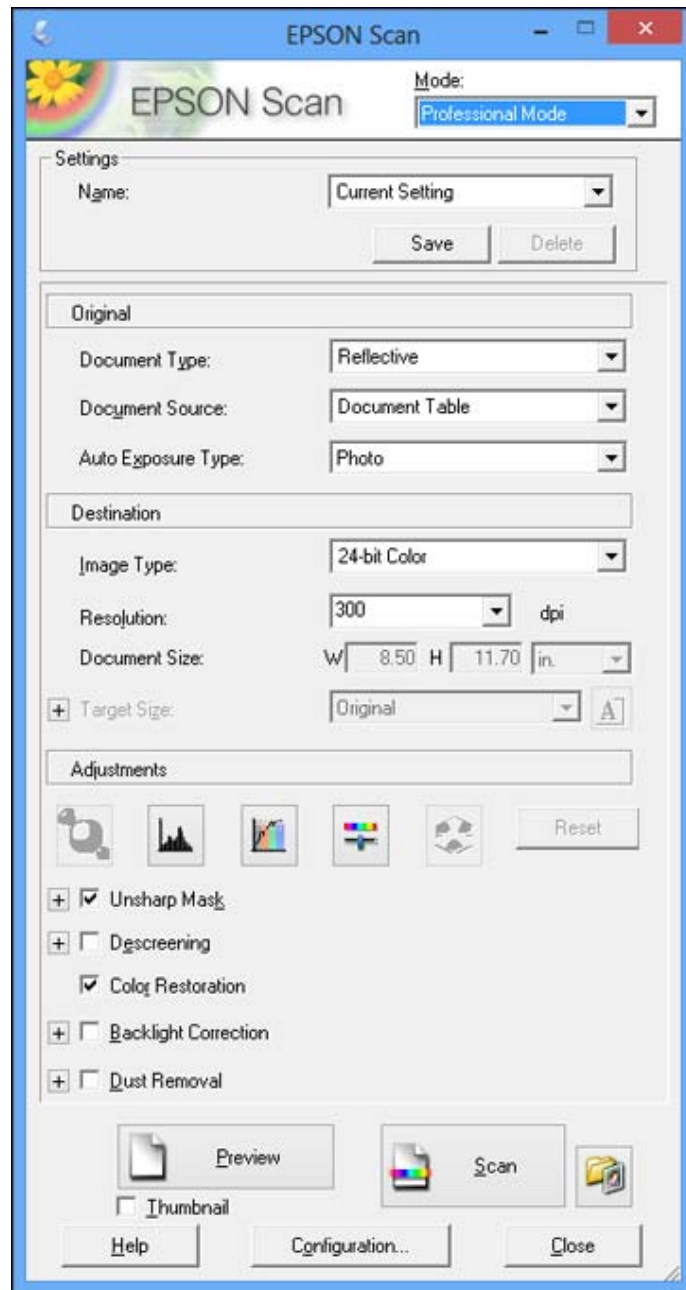 EPSON Scan
EPSON Scan
Mode:
Professional Mode
Settings
Name:
Current Setting
Save
Delete
Original
Document Type:
Reflective
Document Source:
Document Table
Auto Exposure Type:
Photo
Destination
Image Type:
24-bit Color
Resolution:
300
dpi
Document Size:
W 8.50 H 11.70 in.
Target Size:
Original
A
Adjustments
Reset
Unsharp Mask
Descreening
Color Restoration
Backlight Correction
Dust Removal
Preview
Scan
Thumbnail
Help
Configuration...
Close